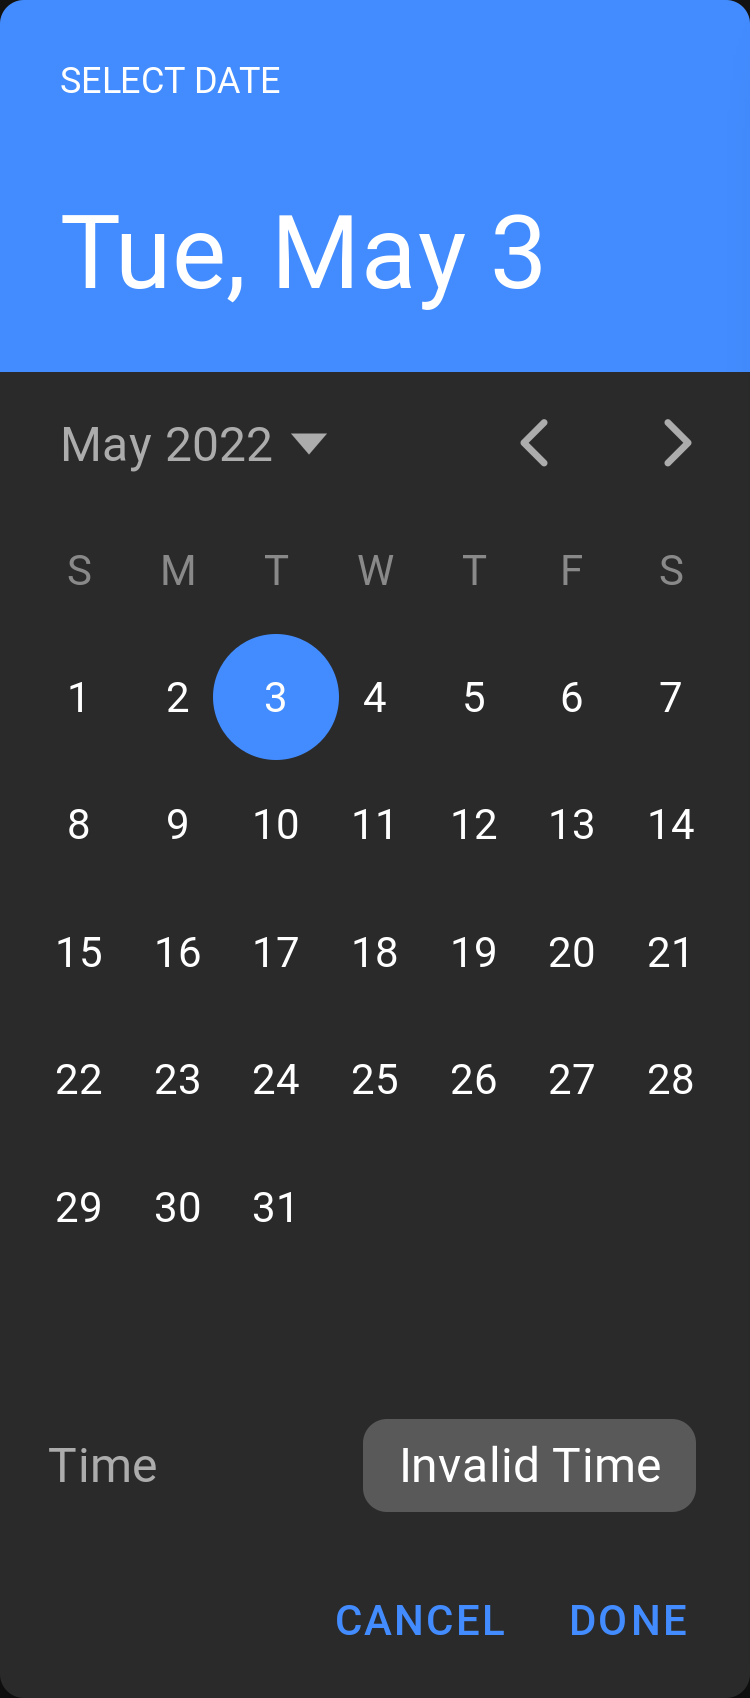 SELECT DATE
Tue, May 3
May 2022
S M T W T F S
1 2 3 4 5 6 7
8 9 10 11 12 13 14
15 16 17 18 19 20 21
22 23 24 25 26 27 28
29 30 31
Time Invalid Time
CANCEL DONE